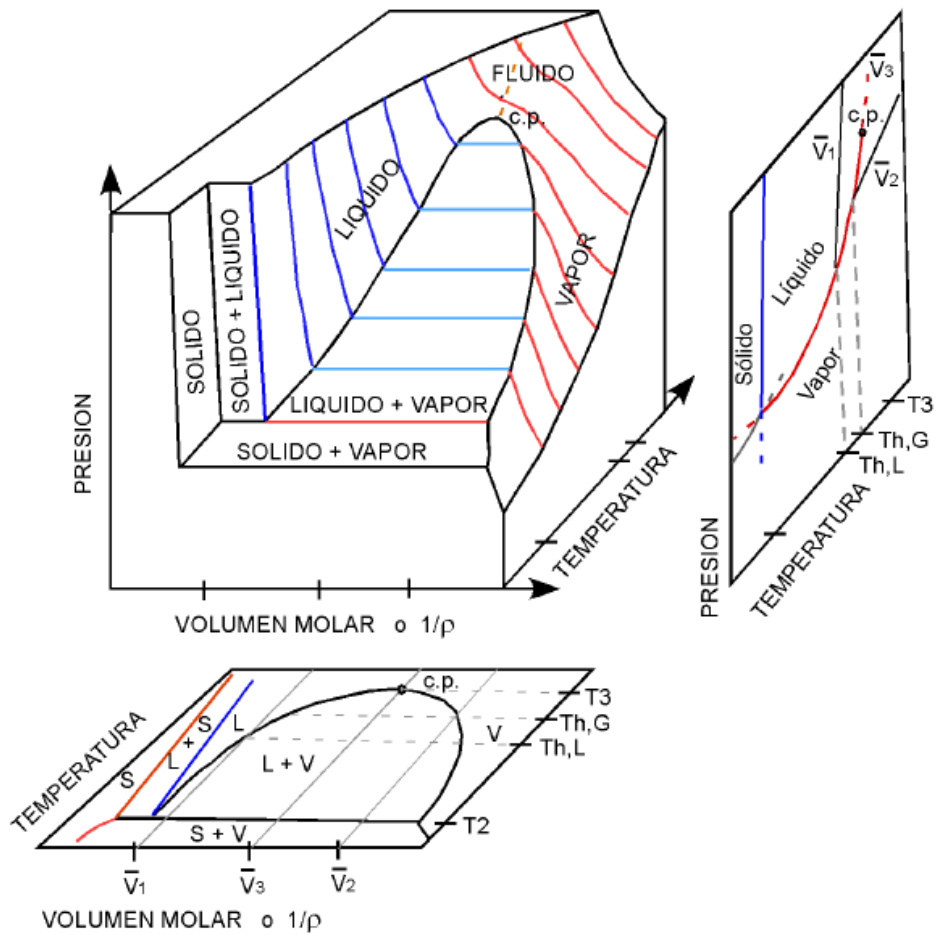 FLUIDO
c.p.
LIQUIDO
VAPOR
SOLIDO
SOLIDO + LIQUIDO
LIQUIDO + VAPOR
SOLIDO + VAPOR
PRESION
TEMPERATURA
VOLUMEN MOLAR o 1/ρ
V̅3
c.p.
V̅1
V̅2
Líquido
Sólido
Vapor
T3
Th,G
Th,L
TEMPERATURA
PRESION
c.p.
T3
Th,G
Th,L
T2
TEMPERATURA
S
L + S
L
V
L + V
S + V
V̅1
V̅3
V̅2
VOLUMEN MOLAR o 1/ρ